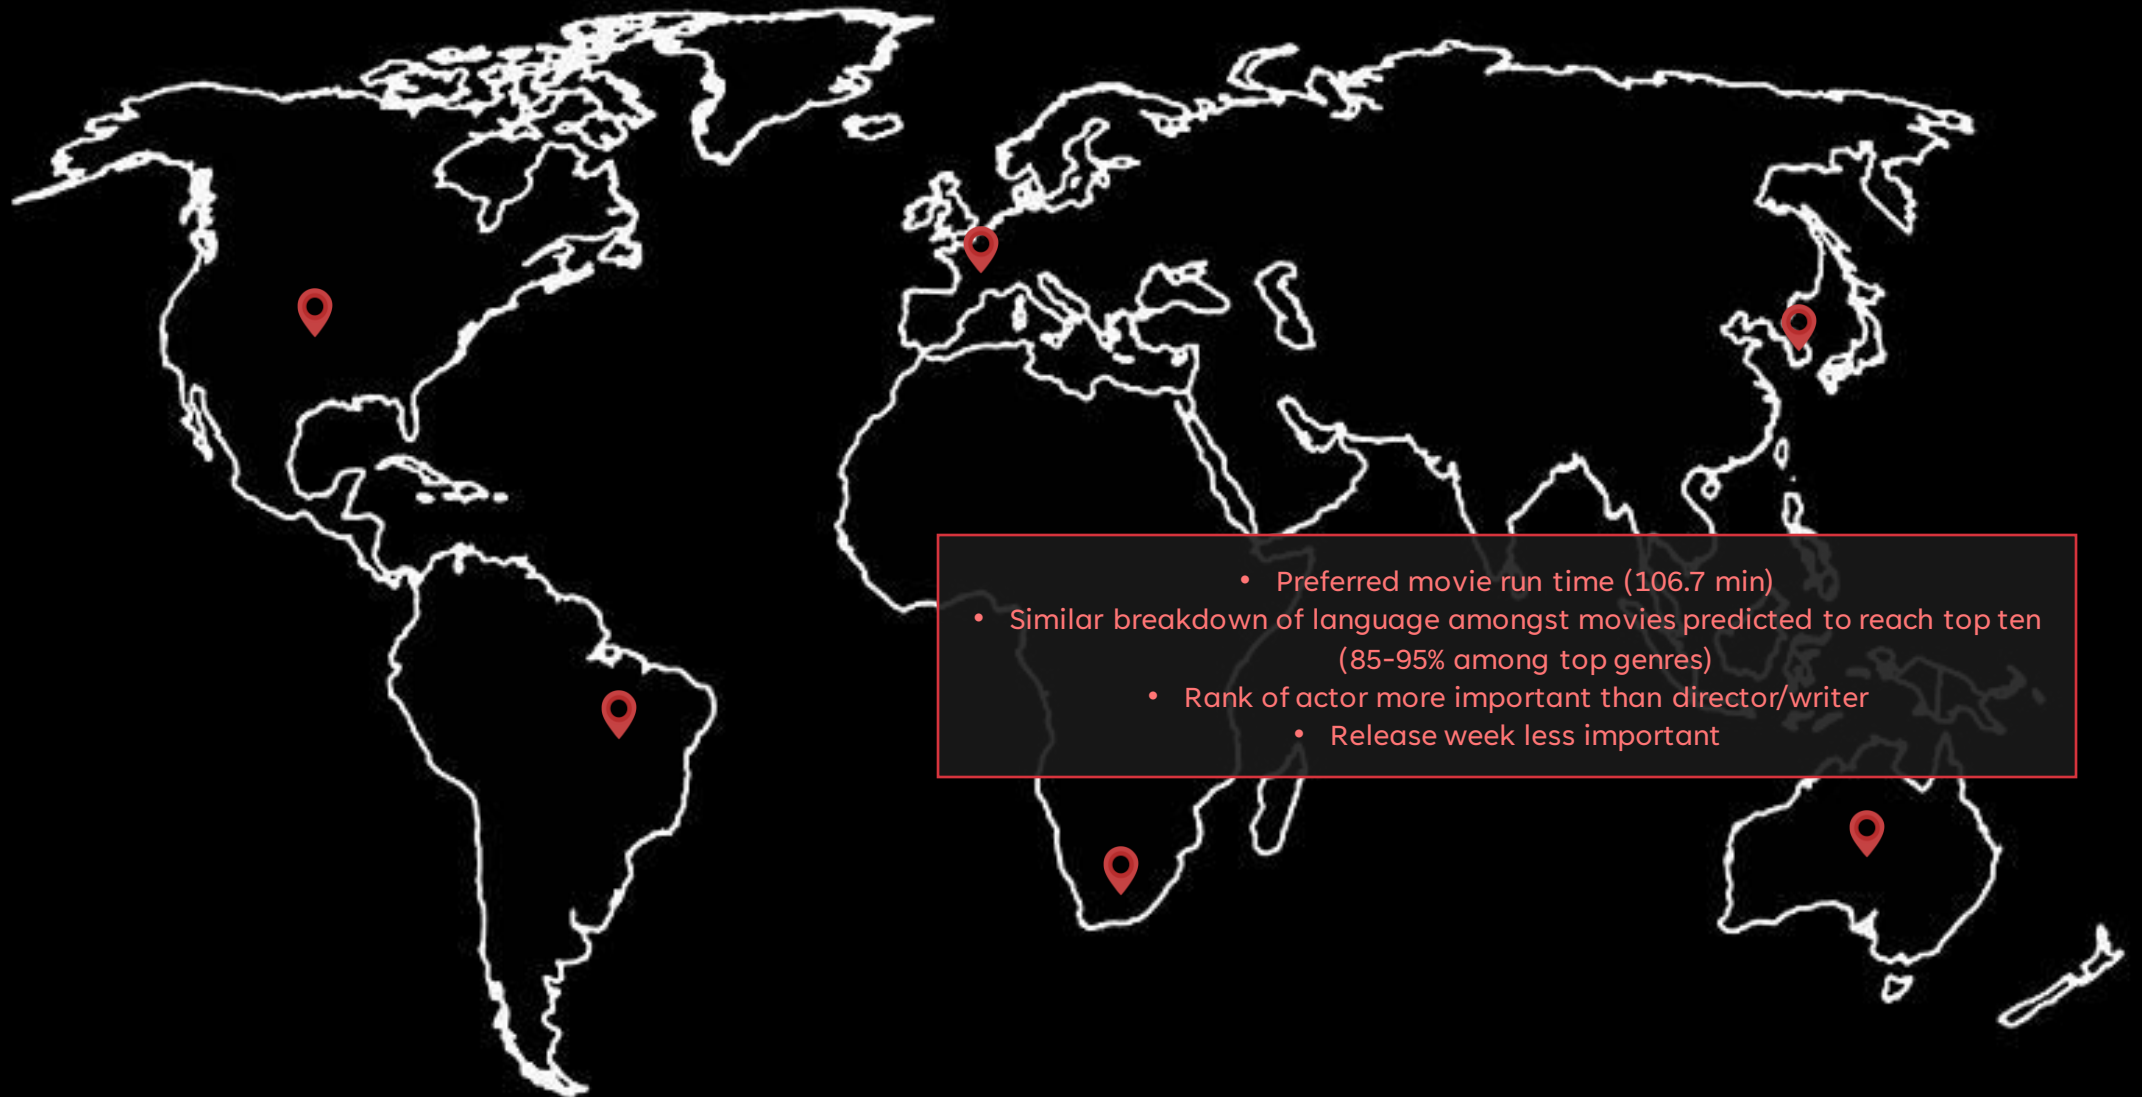 • Preferred movie run time (106.7 min)
• Similar breakdown of language amongst movies predicted to reach top ten
(85-95% among top genres)
• Rank of actor more important than director/writer
• Release week less important